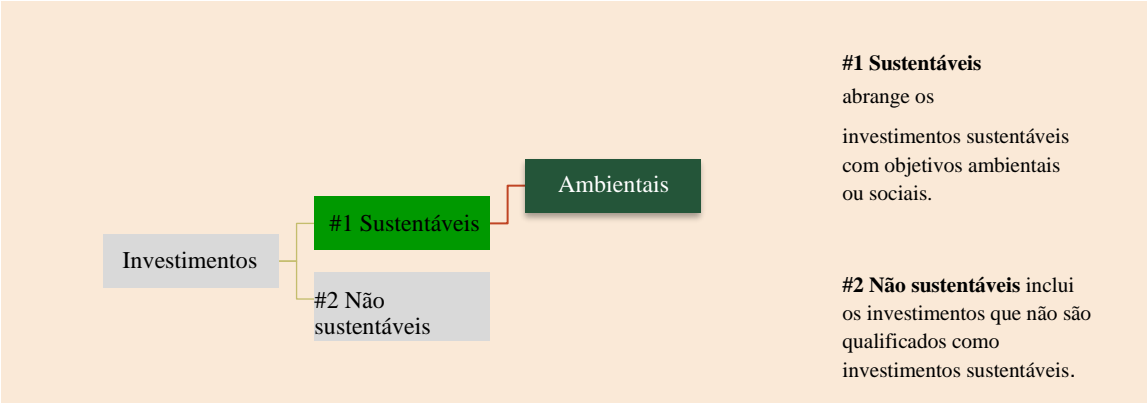 Investimentos
#1 Sustentáveis
#2 Não
sustentáveis
Ambientais
#1 Sustentáveis
abrange os
investimentos sustentáveis
com objetivos ambientais
ou sociais.
#2 Não sustentáveis inclui
os investimentos que não são
qualificados como
investimentos sustentáveis.